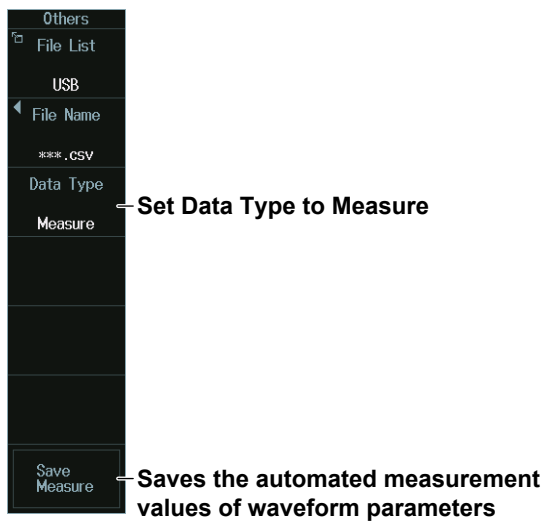 Others
File List
USB
File Name
***.CSV
Data Type
Measure
Set Data Type to Measure
Save
Measure
Saves the automated measurement
values of waveform parameters